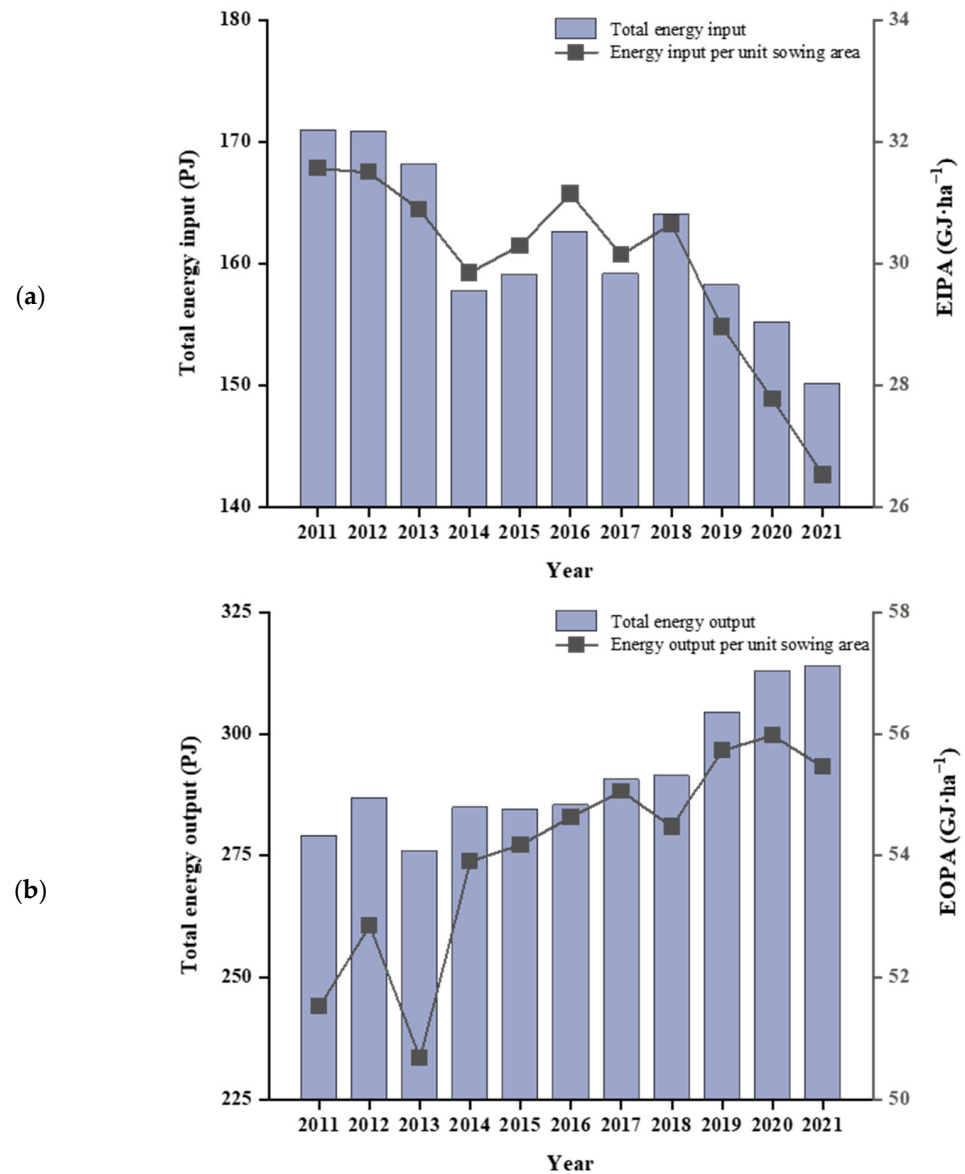 (a)
Total energy input
Energy input per unit sowing area
Total energy input (PJ)
180
170
160
150
140
34
32
30
28
26
EIPA (GJ·ha⁻¹)
2011 2012 2013 2014 2015 2016 2017 2018 2019 2020 2021
Year
(b)
Total energy output
Energy output per unit sowing area
Total energy output (PJ)
325
300
275
250
225
58
56
54
52
50
EOPA (GJ·ha⁻¹)
2011 2012 2013 2014 2015 2016 2017 2018 2019 2020 2021
Year